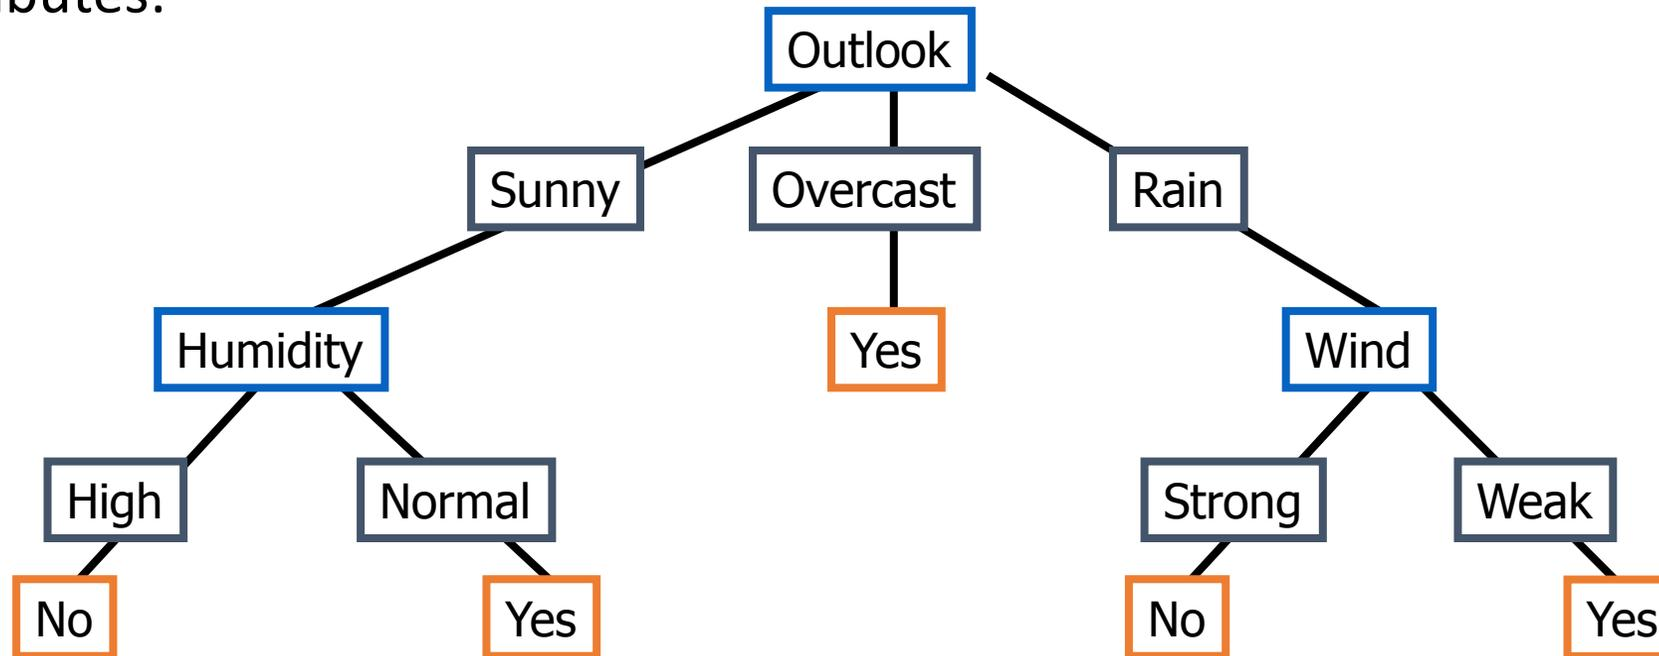 Outlook
Sunny Overcast Rain
Humidity Yes Wind
High Normal Strong Weak
No Yes No Yes